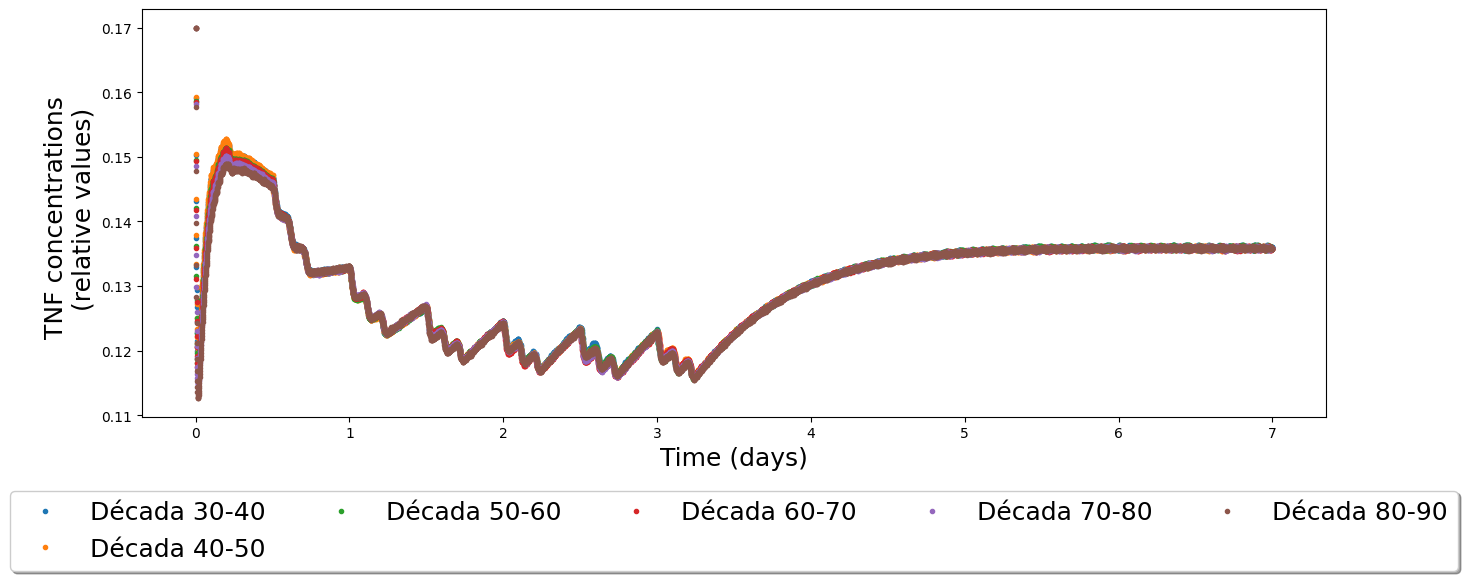 0.17
0.16
0.15
0.14
0.13
0.12
0.11
TNF concentrations
(relative values)
0 1 2 3 4 5 6 7
Time (days)
Década 30-40 Década 50-60 Década 60-70 Década 70-80 Década 80-90
Década 40-50